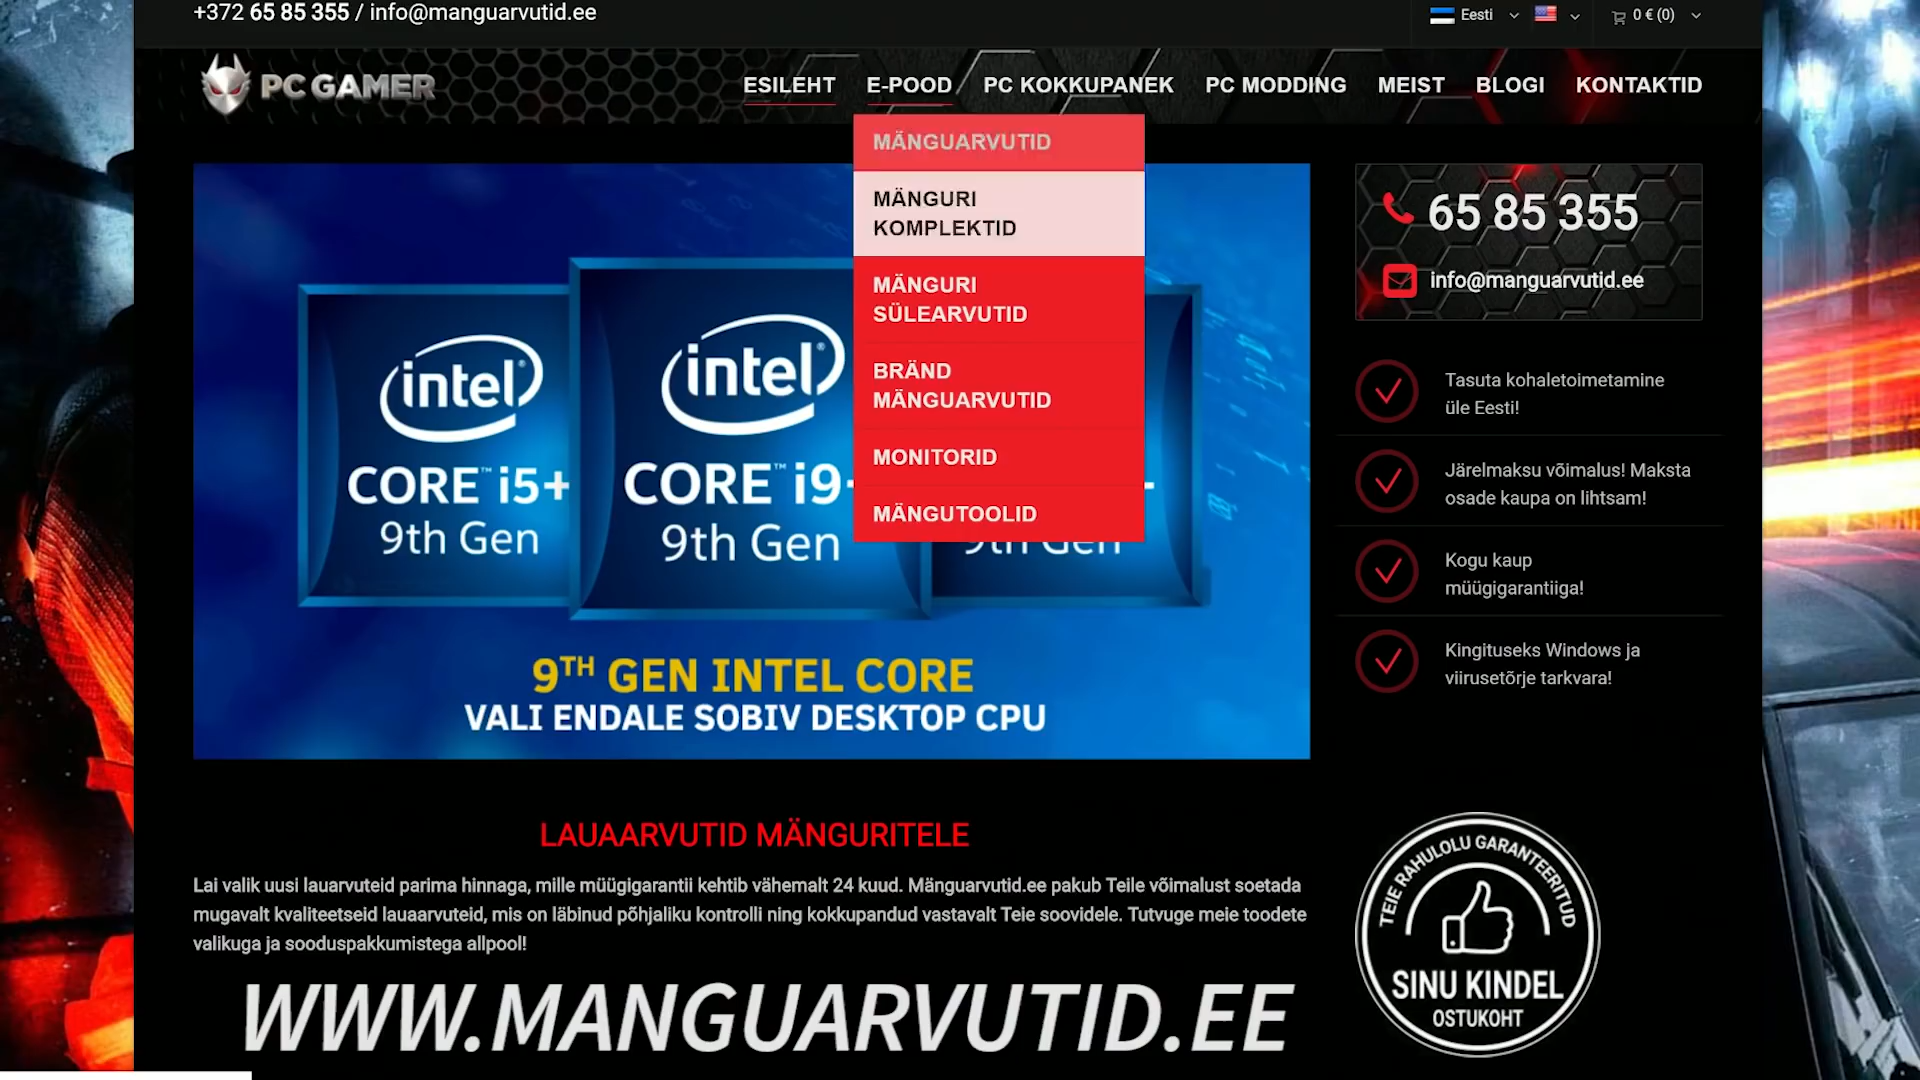 +372 65 85 355 / info@manguarvutid.ee
Eesti
0 € (0)
PC GAMER
ESILEHT E-POOD PC KOKKUPANEK PC MODDING MEIST BLOGI KONTAKTID
MÄNGUARVUTID
MÄNGURI
KOMPLEKTID
MÄNGURI
SÜLEARVUTID
BRÄND
MÄNGUARVUTID
MONITORID
MÄNGUTOOLID
intel®
CORE™ i5+
9th Gen
intel®
CORE™ i9
9th Gen
9th Gen
9TH GEN INTEL CORE
VALI ENDALE SOBIV DESKTOP CPU
65 85 355
info@manguarvutid.ee
Tasuta kohaletoimetamine
üle Eesti!
Järelmaksu võimalus! Maksta
osade kaupa on lihtsam!
Kogu kaup
müügigarantiiga!
Kingituseks Windows ja
viirusetõrje tarkvara!
LAUAARVUTID MÄNGURITELE
Lai valik uusi lauarvuteid parima hinnaga, mille müügigarantii kehtib vähemalt 24 kuud. Mänguarvutid.ee pakub Teile võimalust soetada
mugavalt kvaliteetseid lauaarvuteid, mis on läbinud põhjaliku kontrolli ning kokkupandud vastavalt Teie soovidele. Tutvuge meie toodete
valikuga ja sooduspakkumistega allpool!
TEIE RAHULOLU GARANTEERITUD
SINU KINDEL
OSTUKOHT
WWW.MANGUARVUTID.EE